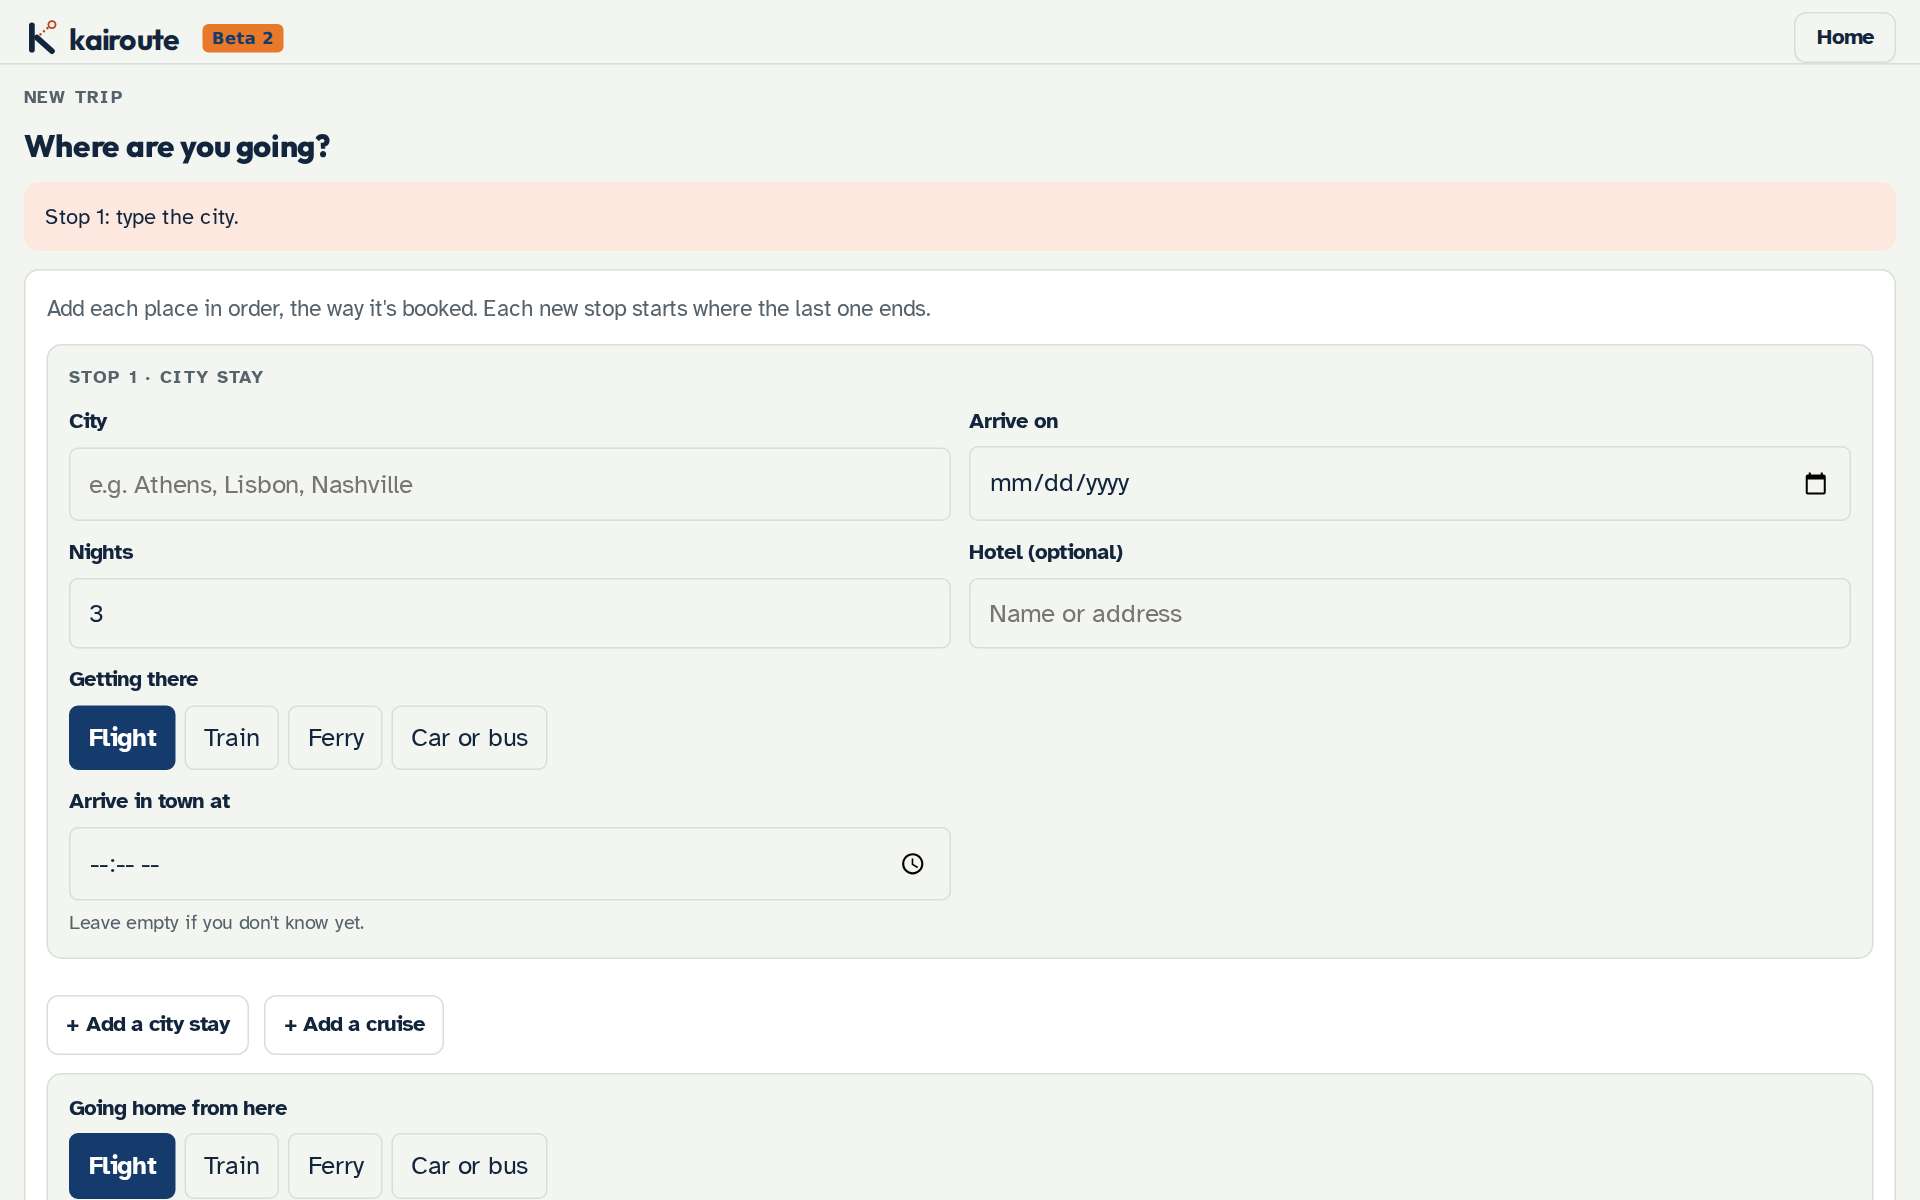 kairoute
Beta 2
Home
NEW TRIP
Where are you going?
Stop 1: type the city.
Add each place in order, the way it's booked. Each new stop starts where the last one ends.
STOP 1 · CITY STAY
City
Arrive on
e.g. Athens, Lisbon, Nashville
mm/dd/yyyy
Nights
Hotel (optional)
3
Name or address
Getting there
Flight
Train
Ferry
Car or bus
Arrive in town at
--:-- --
Leave empty if you don't know yet.
+ Add a city stay
+ Add a cruise
Going home from here
Flight
Train
Ferry
Car or bus